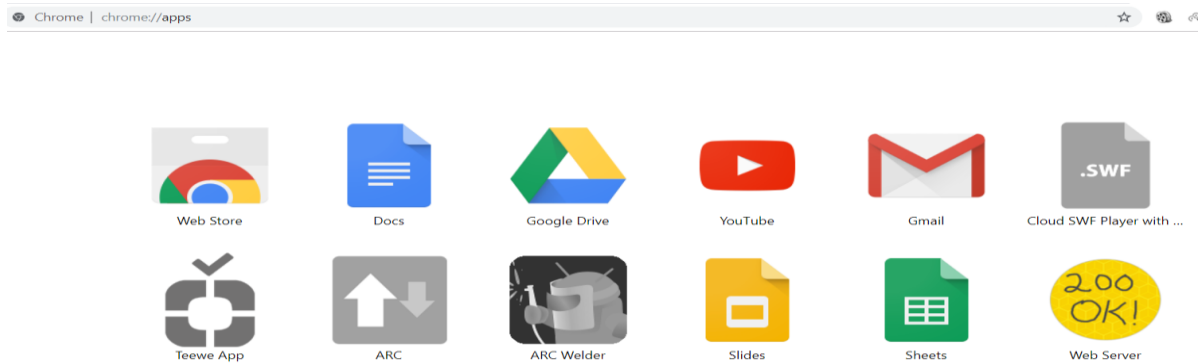 Chrome | chrome://apps
.SWF
Web Store Docs Google Drive YouTube Gmail Cloud SWF Player with ...
200
OK!
Teewe App ARC ARC Welder Slides Sheets Web Server